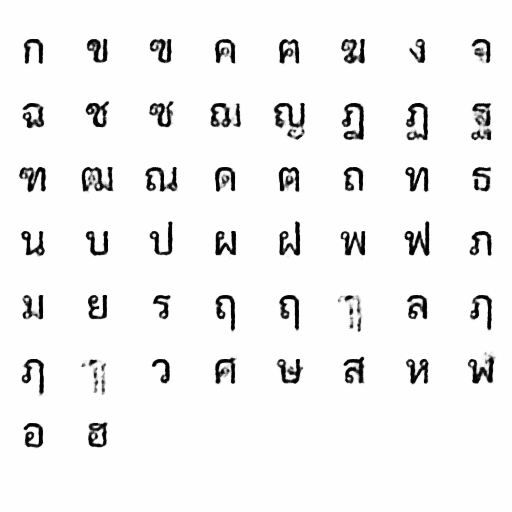 ก ข ฃ ค ฅ ฆ ง จ
ฉ ช ซ ฌ ญ ฎ ฏ ฐ
ฑ ฒ ณ ด ต ถ ท ธ
น บ ป ผ ฝ พ ฟ ภ
ม ย ร ฤ ฤ ล ฦ
ฦ ว ศ ษ ส ห ฬ
อ ฮ